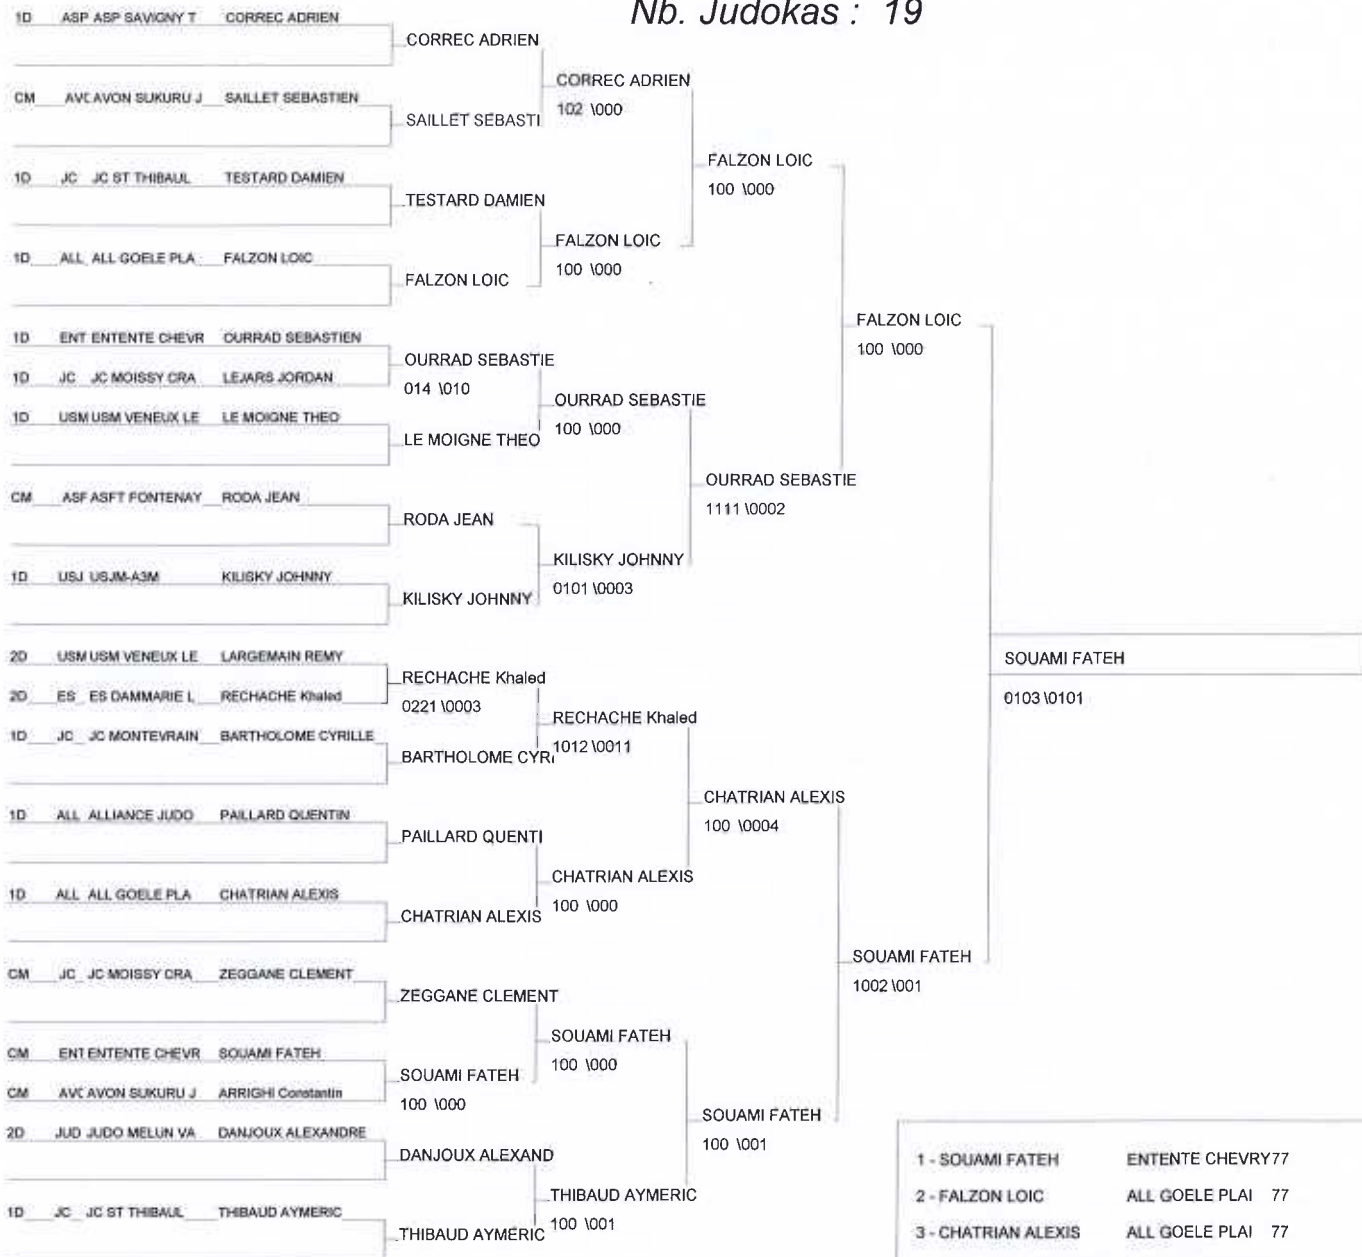 Nb. Judokas : 19
1D ASP ASP SAVIGNY T CORREC ADRIEN
CORREC ADRIEN
CORREC ADRIEN
102 \000
CM AVC AVON SUKURU J SAILLET SEBASTIEN
SAILLET SEBASTI
FALZON LOIC
100 \000
1D JC JC ST THIBAUL TESTARD DAMIEN
TESTARD DAMIEN
FALZON LOIC
100 \000
1D ALL ALL GOELE PLA FALZON LOIC
FALZON LOIC
FALZON LOIC
100 \000
1D ENT ENTENTE CHEVR OURRAD SEBASTIEN
OURRAD SEBASTIE
014 \010
1D JC JC MOISSY CRA LEJARS JORDAN
OURRAD SEBASTIE
100 \000
1D USM USM VENEUX LE LE MOIGNE THEO
LE MOIGNE THEO
OURRAD SEBASTIE
1111 \0002
CM ASF ASFT FONTENAY RODA JEAN
RODA JEAN
KILISKY JOHNNY
0101 \0003
1D USJ USJM-A3M KILISKY JOHNNY
KILISKY JOHNNY
SOUAMI FATEH
0103 \0101
2D USM USM VENEUX LE LARGEMAIN REMY
RECHACHE Khaled
0221 \0003
2D ES ES DAMMARIE L RECHACHE Khaled
RECHACHE Khaled
1012 \0011
1D JC JC MONTEVRAIN BARTHOLOME CYRILLE
BARTHOLOME CYRI
CHATRIAN ALEXIS
100 \0004
1D ALL ALLIANCE JUDO PAILLARD QUENTIN
PAILLARD QUENTI
CHATRIAN ALEXIS
100 \000
1D ALL ALL GOELE PLA CHATRIAN ALEXIS
CHATRIAN ALEXIS
SOUAMI FATEH
1002 \001
CM JC JC MOISSY CRA ZEGGANE CLEMENT
ZEGGANE CLEMENT
SOUAMI FATEH
100 \000
CM ENT ENTENTE CHEVR SOUAMI FATEH
SOUAMI FATEH
100 \000
CM AVC AVON SUKURU J ARRIGHI Constantin
SOUAMI FATEH
100 \001
2D JUD JUDO MELUN VA DANJOUX ALEXANDRE
DANJOUX ALEXAND
THIBAUD AYMERIC
100 \001
1D JC JC ST THIBAUL THIBAUD AYMERIC
THIBAUD AYMERIC
1 - SOUAMI FATEH ENTENTE CHEVRY77
2 - FALZON LOIC ALL GOELE PLAI 77
3 - CHATRIAN ALEXIS ALL GOELE PLAI 77